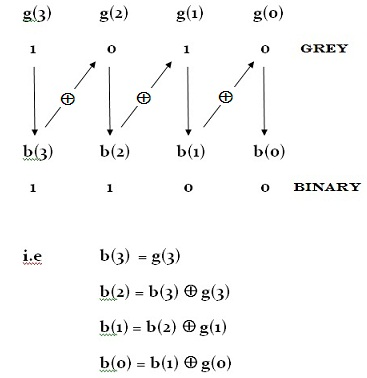 g(3) g(2) g(1) g(0)
1 0 1 0 GREY
⊕ ⊕ ⊕
b(3) b(2) b(1) b(0)
1 1 0 0 BINARY
i.e b(3) = g(3)
b(2) = b(3) ⊕ g(3)
b(1) = b(2) ⊕ g(1)
b(0) = b(1) ⊕ g(0)